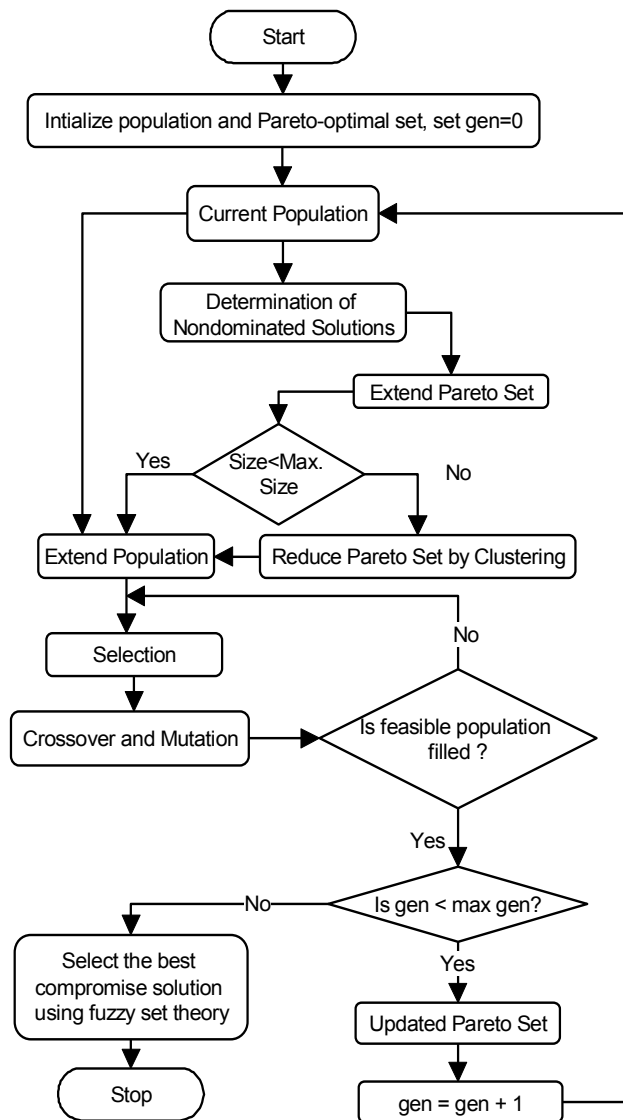 Start
Intialize population and Pareto-optimal set, set gen=0
Current Population
Determination of
Nondominated Solutions
Extend Pareto Set
Size<Max.
Size
Yes
No
Extend Population
Reduce Pareto Set by Clustering
No
Selection
Crossover and Mutation
Is feasible population
filled ?
Yes
Is gen < max gen?
No
Yes
Select the best
compromise solution
using fuzzy set theory
Updated Pareto Set
Stop
gen = gen + 1